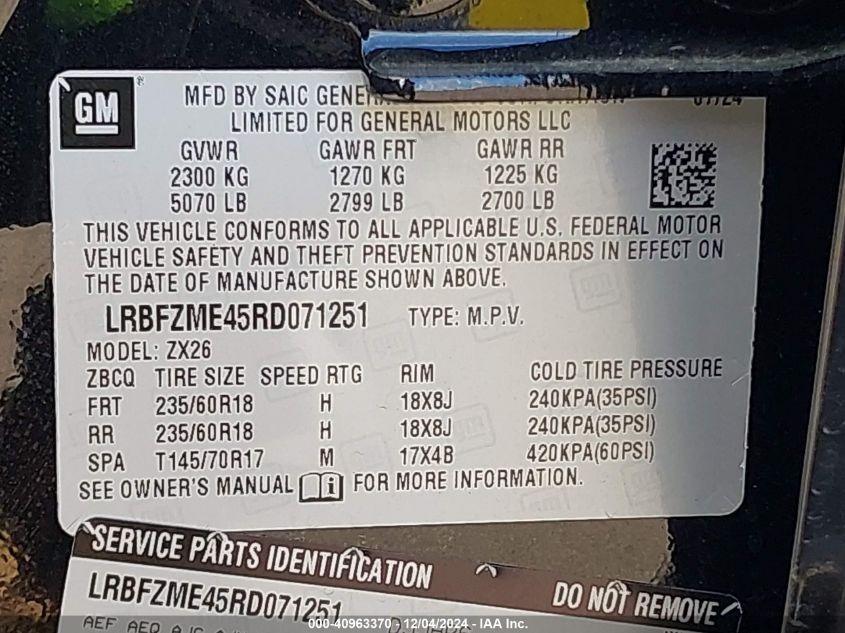 GM ®
MFD BY SAIC GENERAL
LIMITED FOR GENERAL MOTORS LLC
GVWR GAWR FRT GAWR RR
2300 KG 1270 KG 1225 KG
5070 LB 2799 LB 2700 LB
THIS VEHICLE CONFORMS TO ALL APPLICABLE U.S. FEDERAL MOTOR
VEHICLE SAFETY AND THEFT PREVENTION STANDARDS IN EFFECT ON
THE DATE OF MANUFACTURE SHOWN ABOVE.
LRBFZME45RD071251 TYPE: M.P.V.
MODEL: ZX26
ZBCQ TIRE SIZE SPEED RTG RIM COLD TIRE PRESSURE
FRT 235/60R18 H 18X8J 240KPA(35PSI)
RR 235/60R18 H 18X8J 240KPA(35PSI)
SPA T145/70R17 M 17X4B 420KPA(60PSI)
SEE OWNER'S MANUAL FOR MORE INFORMATION.
SERVICE PARTS IDENTIFICATION DO NOT REMOVE
LRBFZME45RD071251
AEF AEQ
000-40963370 - 12/04/2024 - IAA Inc.